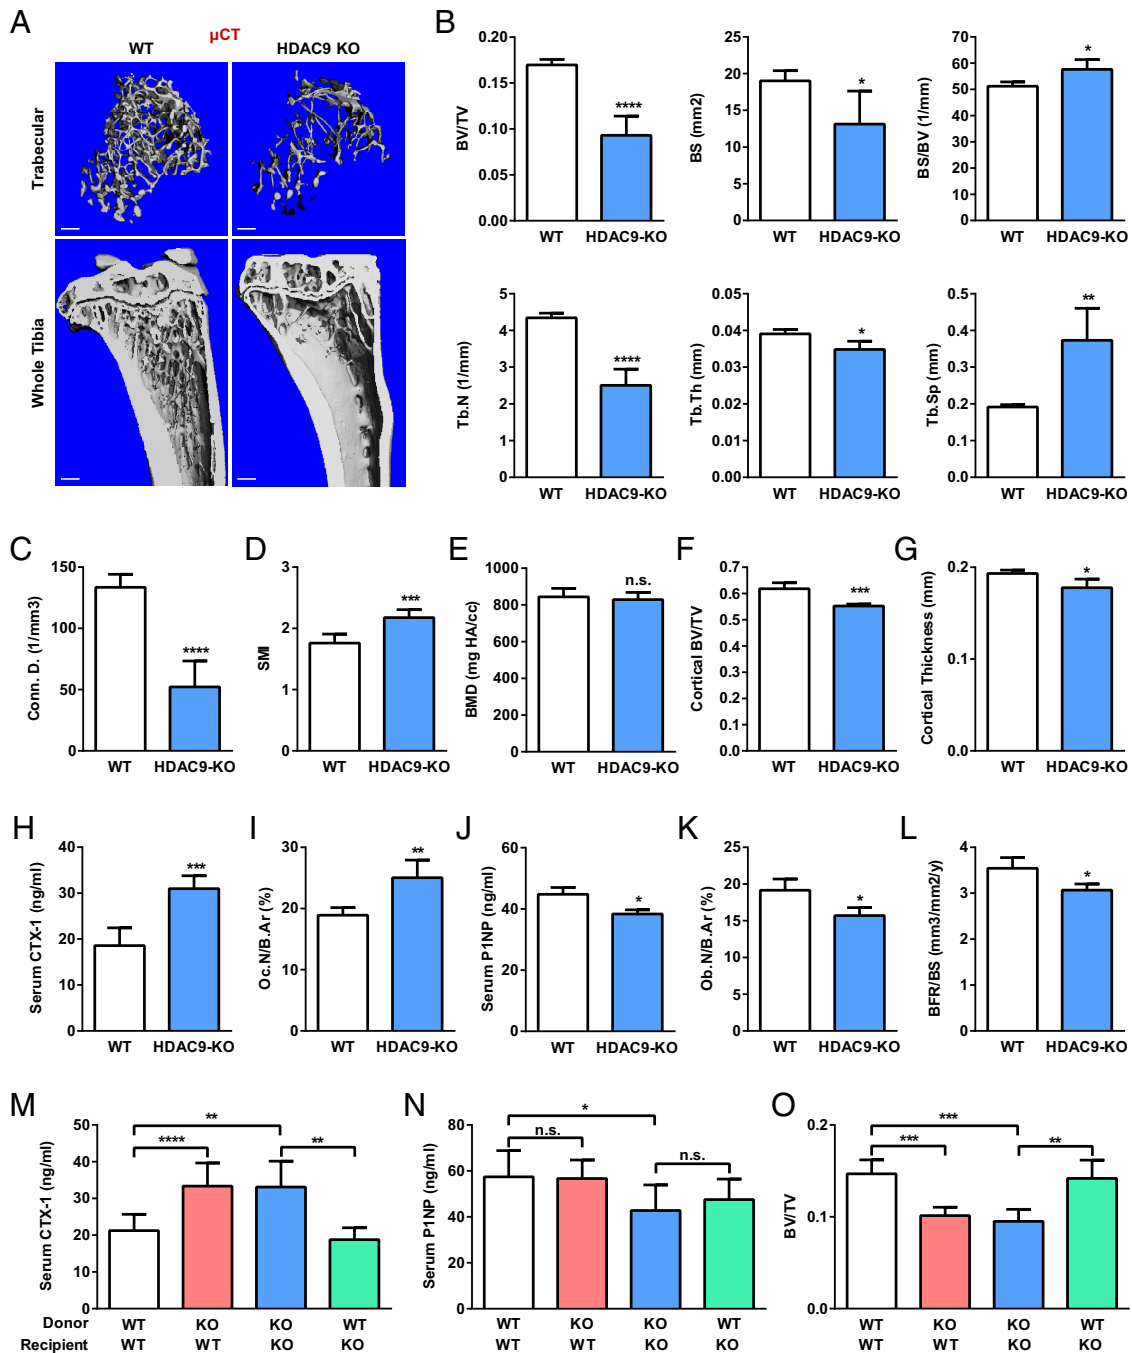 A
μCT
WT
HDAC9 KO
Trabecular
Whole Tibia
B
BV/TV
0.20
0.15
0.10
0.05
0.00
****
WT
HDAC9-KO
BS (mm2)
25
20
15
10
5
0
*
WT
HDAC9-KO
BS/BV (1/mm)
70
60
50
40
30
20
10
0
*
WT
HDAC9-KO
Tb.N (1/mm)
5
4
3
2
1
0
****
WT
HDAC9-KO
Tb.Th (mm)
0.05
0.04
0.03
0.02
0.01
0.00
*
WT
HDAC9-KO
Tb.Sp (mm)
0.5
0.4
0.3
0.2
0.1
0.0
**
WT
HDAC9-KO
C
Conn. D. (1/mm3)
150
100
50
0
****
WT
HDAC9-KO
D
SMI
3
2
1
0
***
WT
HDAC9-KO
E
BMD (mg HA/cc)
1000
800
600
400
200
0
n.s.
WT
HDAC9-KO
F
Cortical BV/TV
0.7
0.6
0.5
0.4
0.3
0.2
0.1
0.0
***
WT
HDAC9-KO
G
Cortical Thickness (mm)
0.2
0.1
0.0
*
WT
HDAC9-KO
H
Serum CTX-1 (ng/ml)
40
30
20
10
0
***
WT
HDAC9-KO
I
Oc.N/B.Ar (%)
30
20
10
0
**
WT
HDAC9-KO
J
Serum P1NP (ng/ml)
60
40
20
0
*
WT
HDAC9-KO
K
Ob.N/B.Ar (%)
25
20
15
10
5
0
*
WT
HDAC9-KO
L
BFR/BS (mm3/mm2/y)
4
3
2
1
0
*
WT
HDAC9-KO
M
Serum CTX-1 (ng/ml)
50
40
30
20
10
0
**
****
**
Donor
WT
KO
KO
WT
Recipient
WT
WT
KO
KO
N
Serum P1NP (ng/ml)
80
60
40
20
0
*
n.s.
n.s.
WT
KO
KO
WT
WT
WT
KO
KO
O
BV/TV
0.2
0.1
0.0
***
***
**
WT
KO
KO
WT
WT
WT
KO
KO